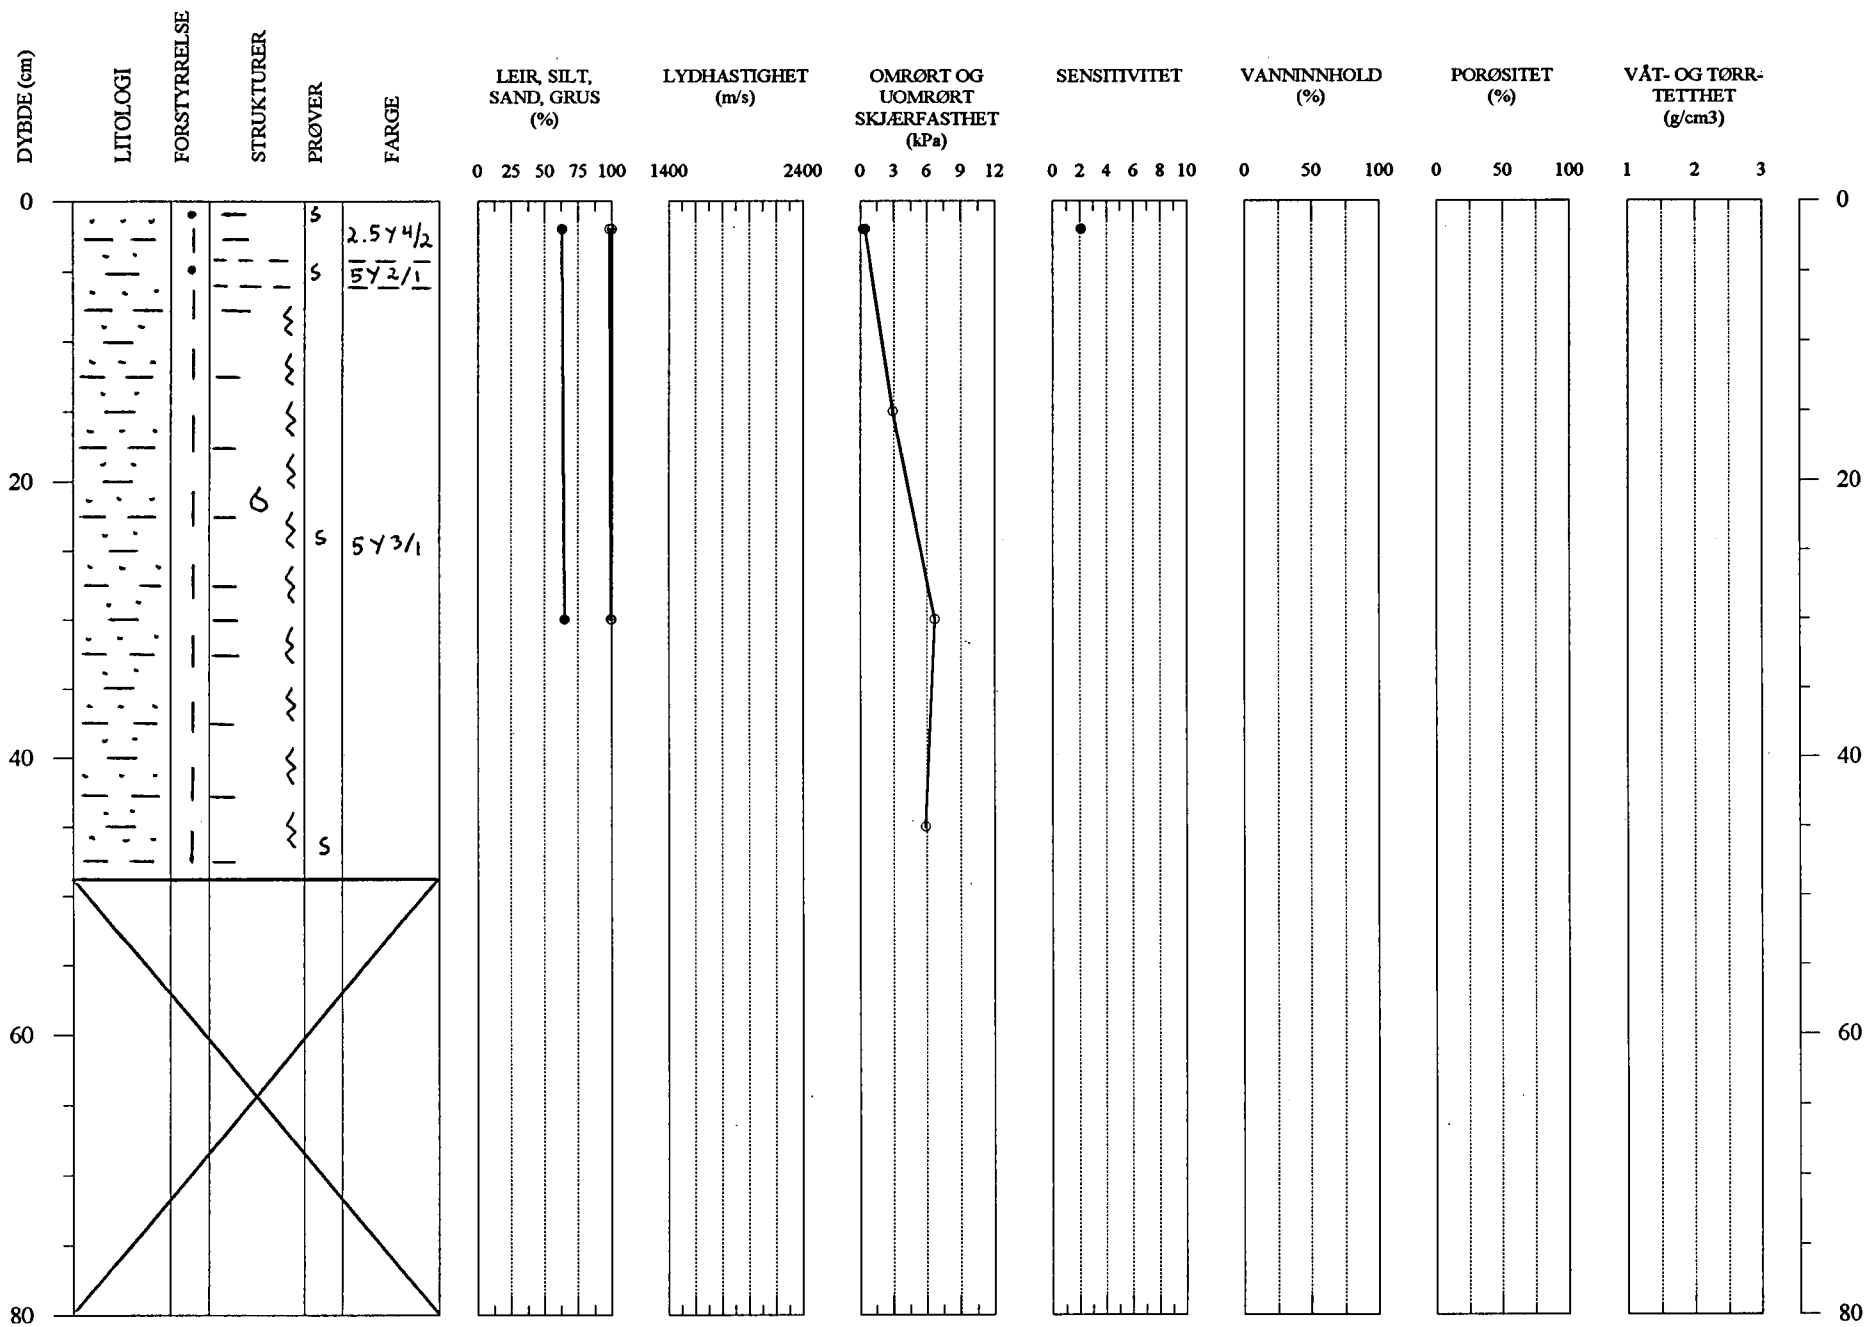 DYBDE (cm)
LITOLOGI
FORSTYRRELSE
STRUKTURER
PRØVER
FARGE
LEIR, SILT,
SAND, GRUS
(%)
LYDHASTIGHET
(m/s)
OMRØRT OG
UOMRØRT
SKJÆRFASTHET
(kPa)
SENSITIVITET
VANNINNHOLD
(%)
PORØSITET
(%)
VÅT- OG TØRR-
TETTHET
(g/cm3)
0 25 50 75 100
1400 2400
0 3 6 9 12
0 2 4 6 8 10
0 50 100
0 50 100
1 2 3
0
S
2.5Y4/2
S
5Y2/1
20
S
5Y3/1
40
S
60
80
0
20
40
60
80